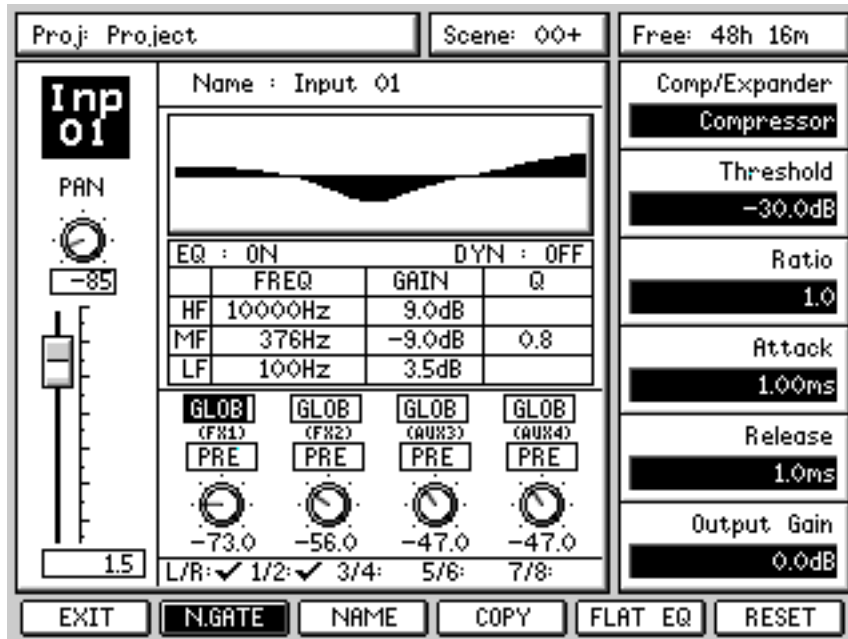 Proj: Project
Scene: 00+
Free: 48h 16m
Inp
01
PAN
-85
1.5
Name : Input 01
EQ : ON DYN : OFF
FREQ GAIN Q
HF 10000Hz 9.0dB
MF 376Hz -9.0dB 0.8
LF 100Hz 3.5dB
GLOB GLOB GLOB GLOB
(FX1) (FX2) (AUX3) (AUX4)
PRE PRE PRE PRE
-73.0 -56.0 -47.0 -47.0
L/R:✓ 1/2:✓ 3/4: 5/6: 7/8:
Comp/Expander
Compressor
Threshold
-30.0dB
Ratio
1.0
Attack
1.00ms
Release
1.0ms
Output Gain
0.0dB
EXIT N.GATE NAME COPY FLAT EQ RESET